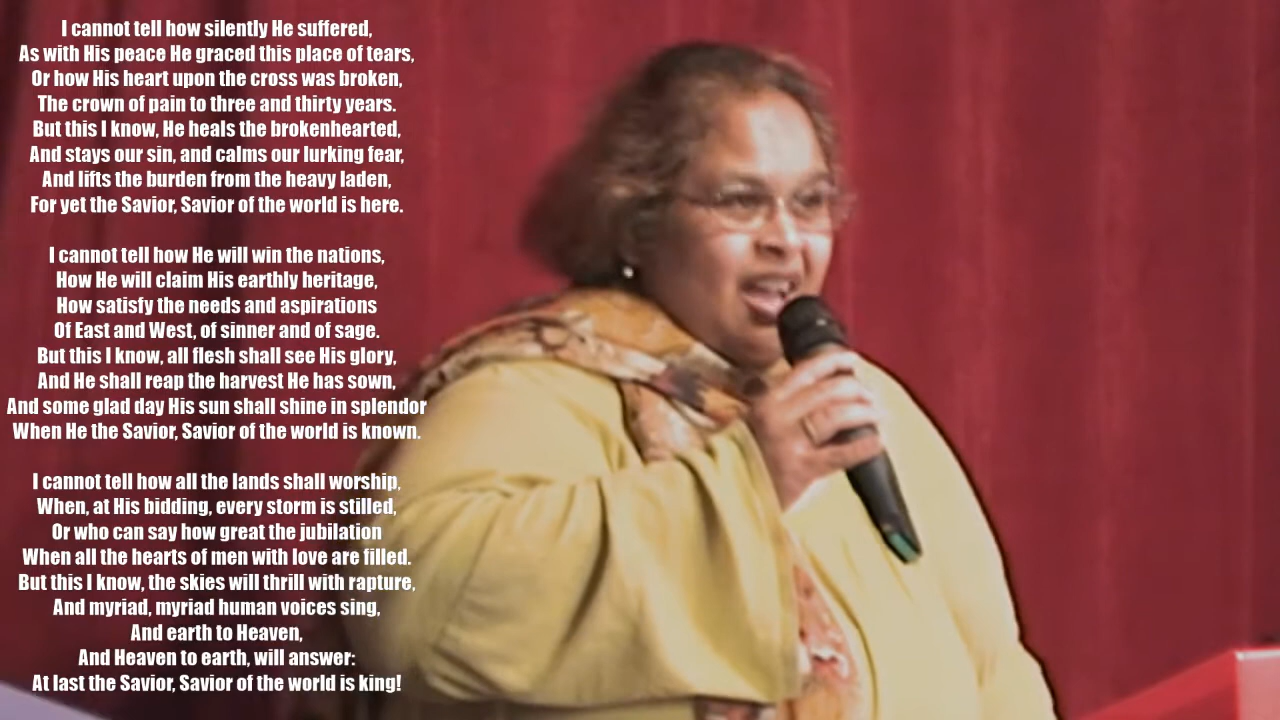 I cannot tell how silently He suffered,
As with His peace He graced this place of tears,
Or how His heart upon the cross was broken,
The crown of pain to three and thirty years.
But this I know, He heals the brokenhearted,
And stays our sin, and calms our lurking fear,
And lifts the burden from the heavy laden,
For yet the Savior, Savior of the world is here.
I cannot tell how He will win the nations,
How He will claim His earthly heritage,
How satisfy the needs and aspirations
Of East and West, of sinner and of sage.
But this I know, all flesh shall see His glory,
And He shall reap the harvest He has sown,
And some glad day His sun shall shine in splendor
When He the Savior, Savior of the world is known.
I cannot tell how all the lands shall worship,
When, at His bidding, every storm is stilled,
Or who can say how great the jubilation
When all the hearts of men with love are filled.
But this I know, the skies will thrill with rapture,
And myriad, myriad human voices sing,
And earth to Heaven,
And Heaven to earth, will answer:
At last the Savior, Savior of the world is king!